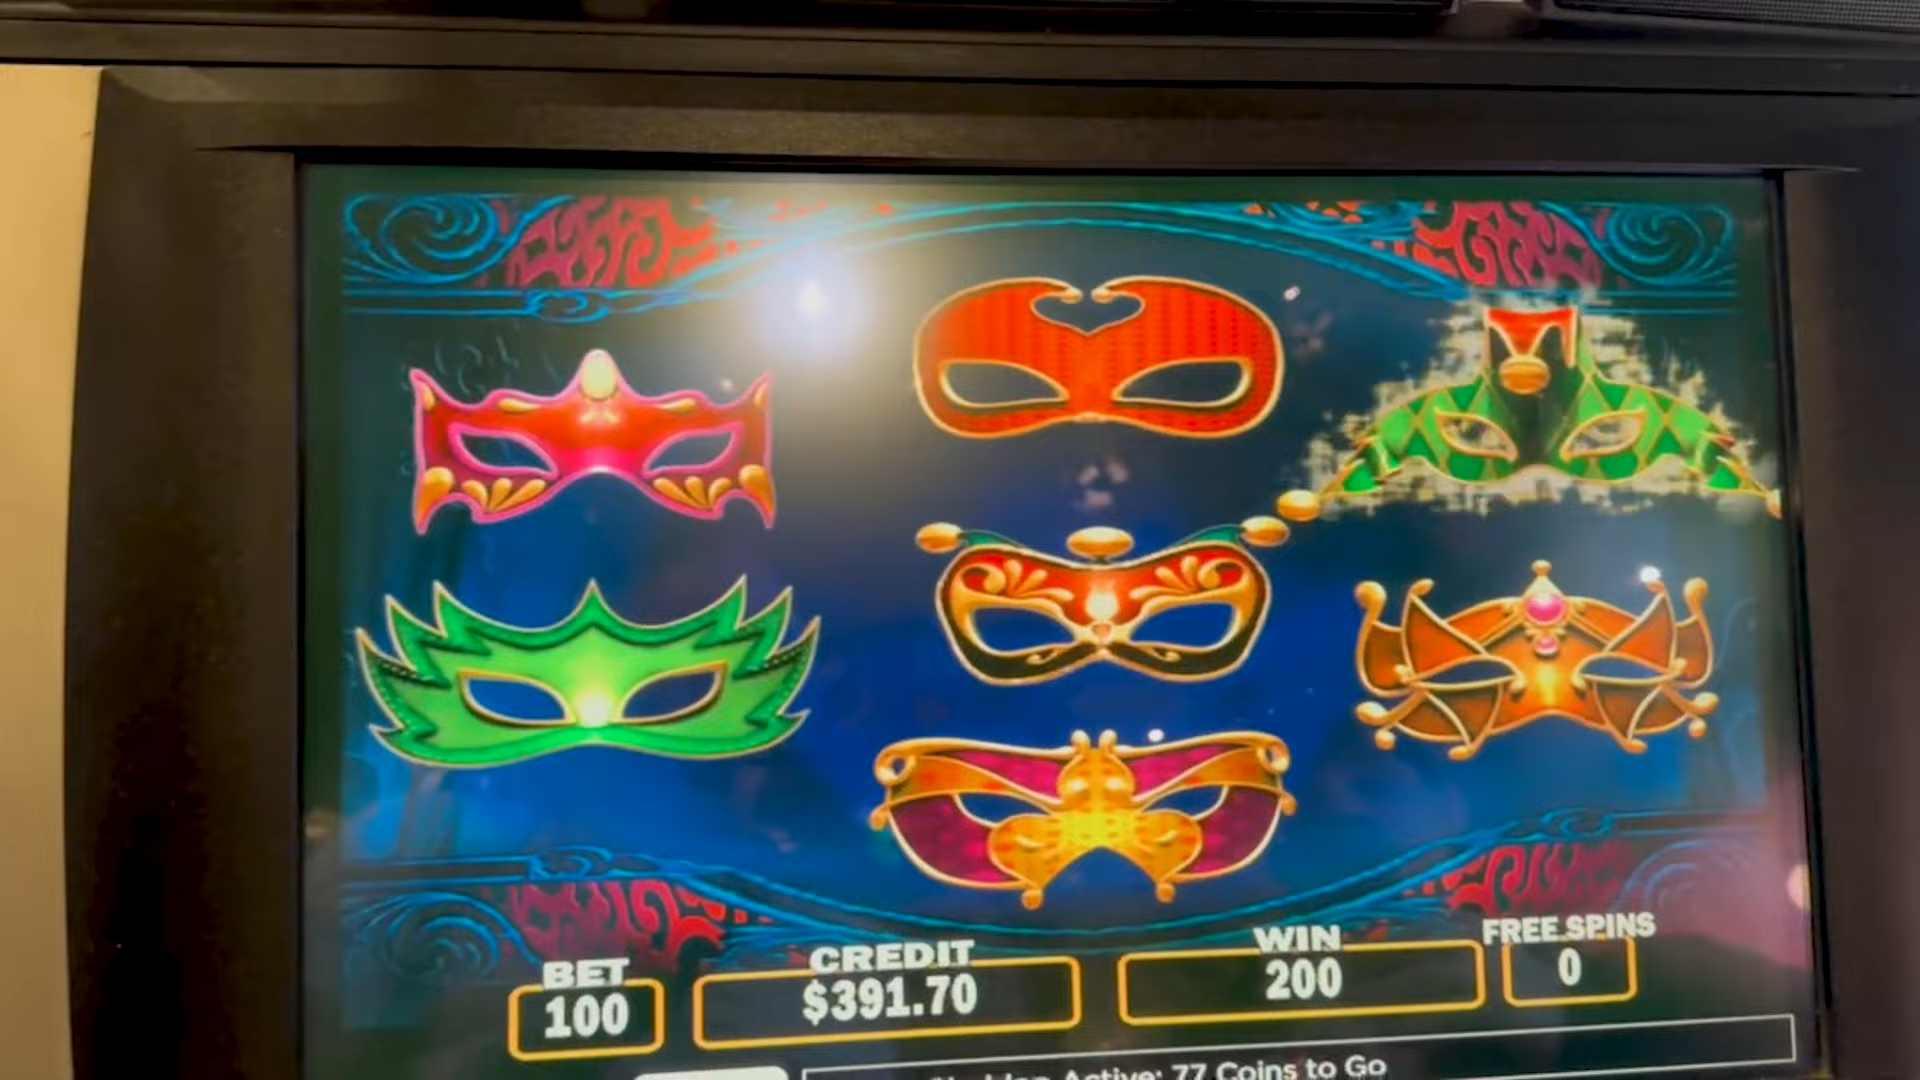 BET
100
CREDIT
$391.70
WIN
200
FREE SPINS
0
Active: 77 Coins to Go